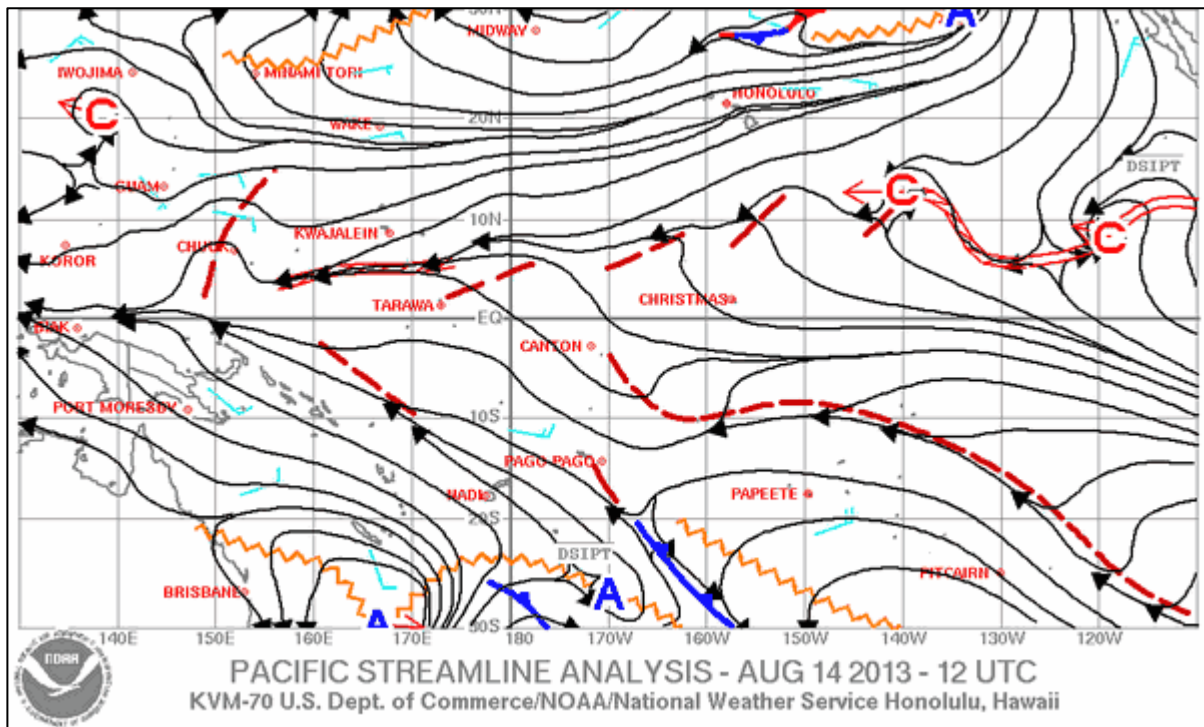 30N
MIDWAY
A
IWOJIMA
MINAMI TORI
C
HONOLULU
20N
WAKE
DSIPT
GUAM
C
10N
KWAJALEIN
C
CHUUK
KOROR
TARAWA
CHRISTMAS
EQ
BIAK
CANTON
PORT MORESBY
10S
PAGO PAGO
NADI
PAPEETE
20S
DSIPT
BRISBANE
A
PITCAIRN
A
30S
140E 150E 160E 170E 180 170W 160W 150W 140W 130W 120W
NOAA
PACIFIC STREAMLINE ANALYSIS - AUG 14 2013 - 12 UTC
KVM-70 U.S. Dept. of Commerce/NOAA/National Weather Service Honolulu, Hawaii